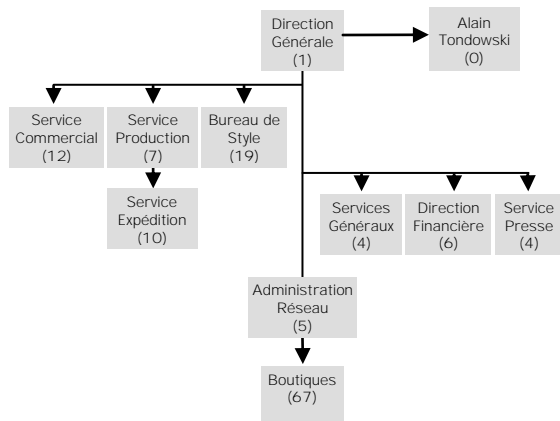 Direction
Générale
(1)
Alain
Tondowski
(0)
Service
Commercial
(12)
Service
Production
(7)
Bureau de
Style
(19)
Service
Expédition
(10)
Services
Généraux
(4)
Direction
Financière
(6)
Service
Presse
(4)
Administration
Réseau
(5)
Boutiques
(67)